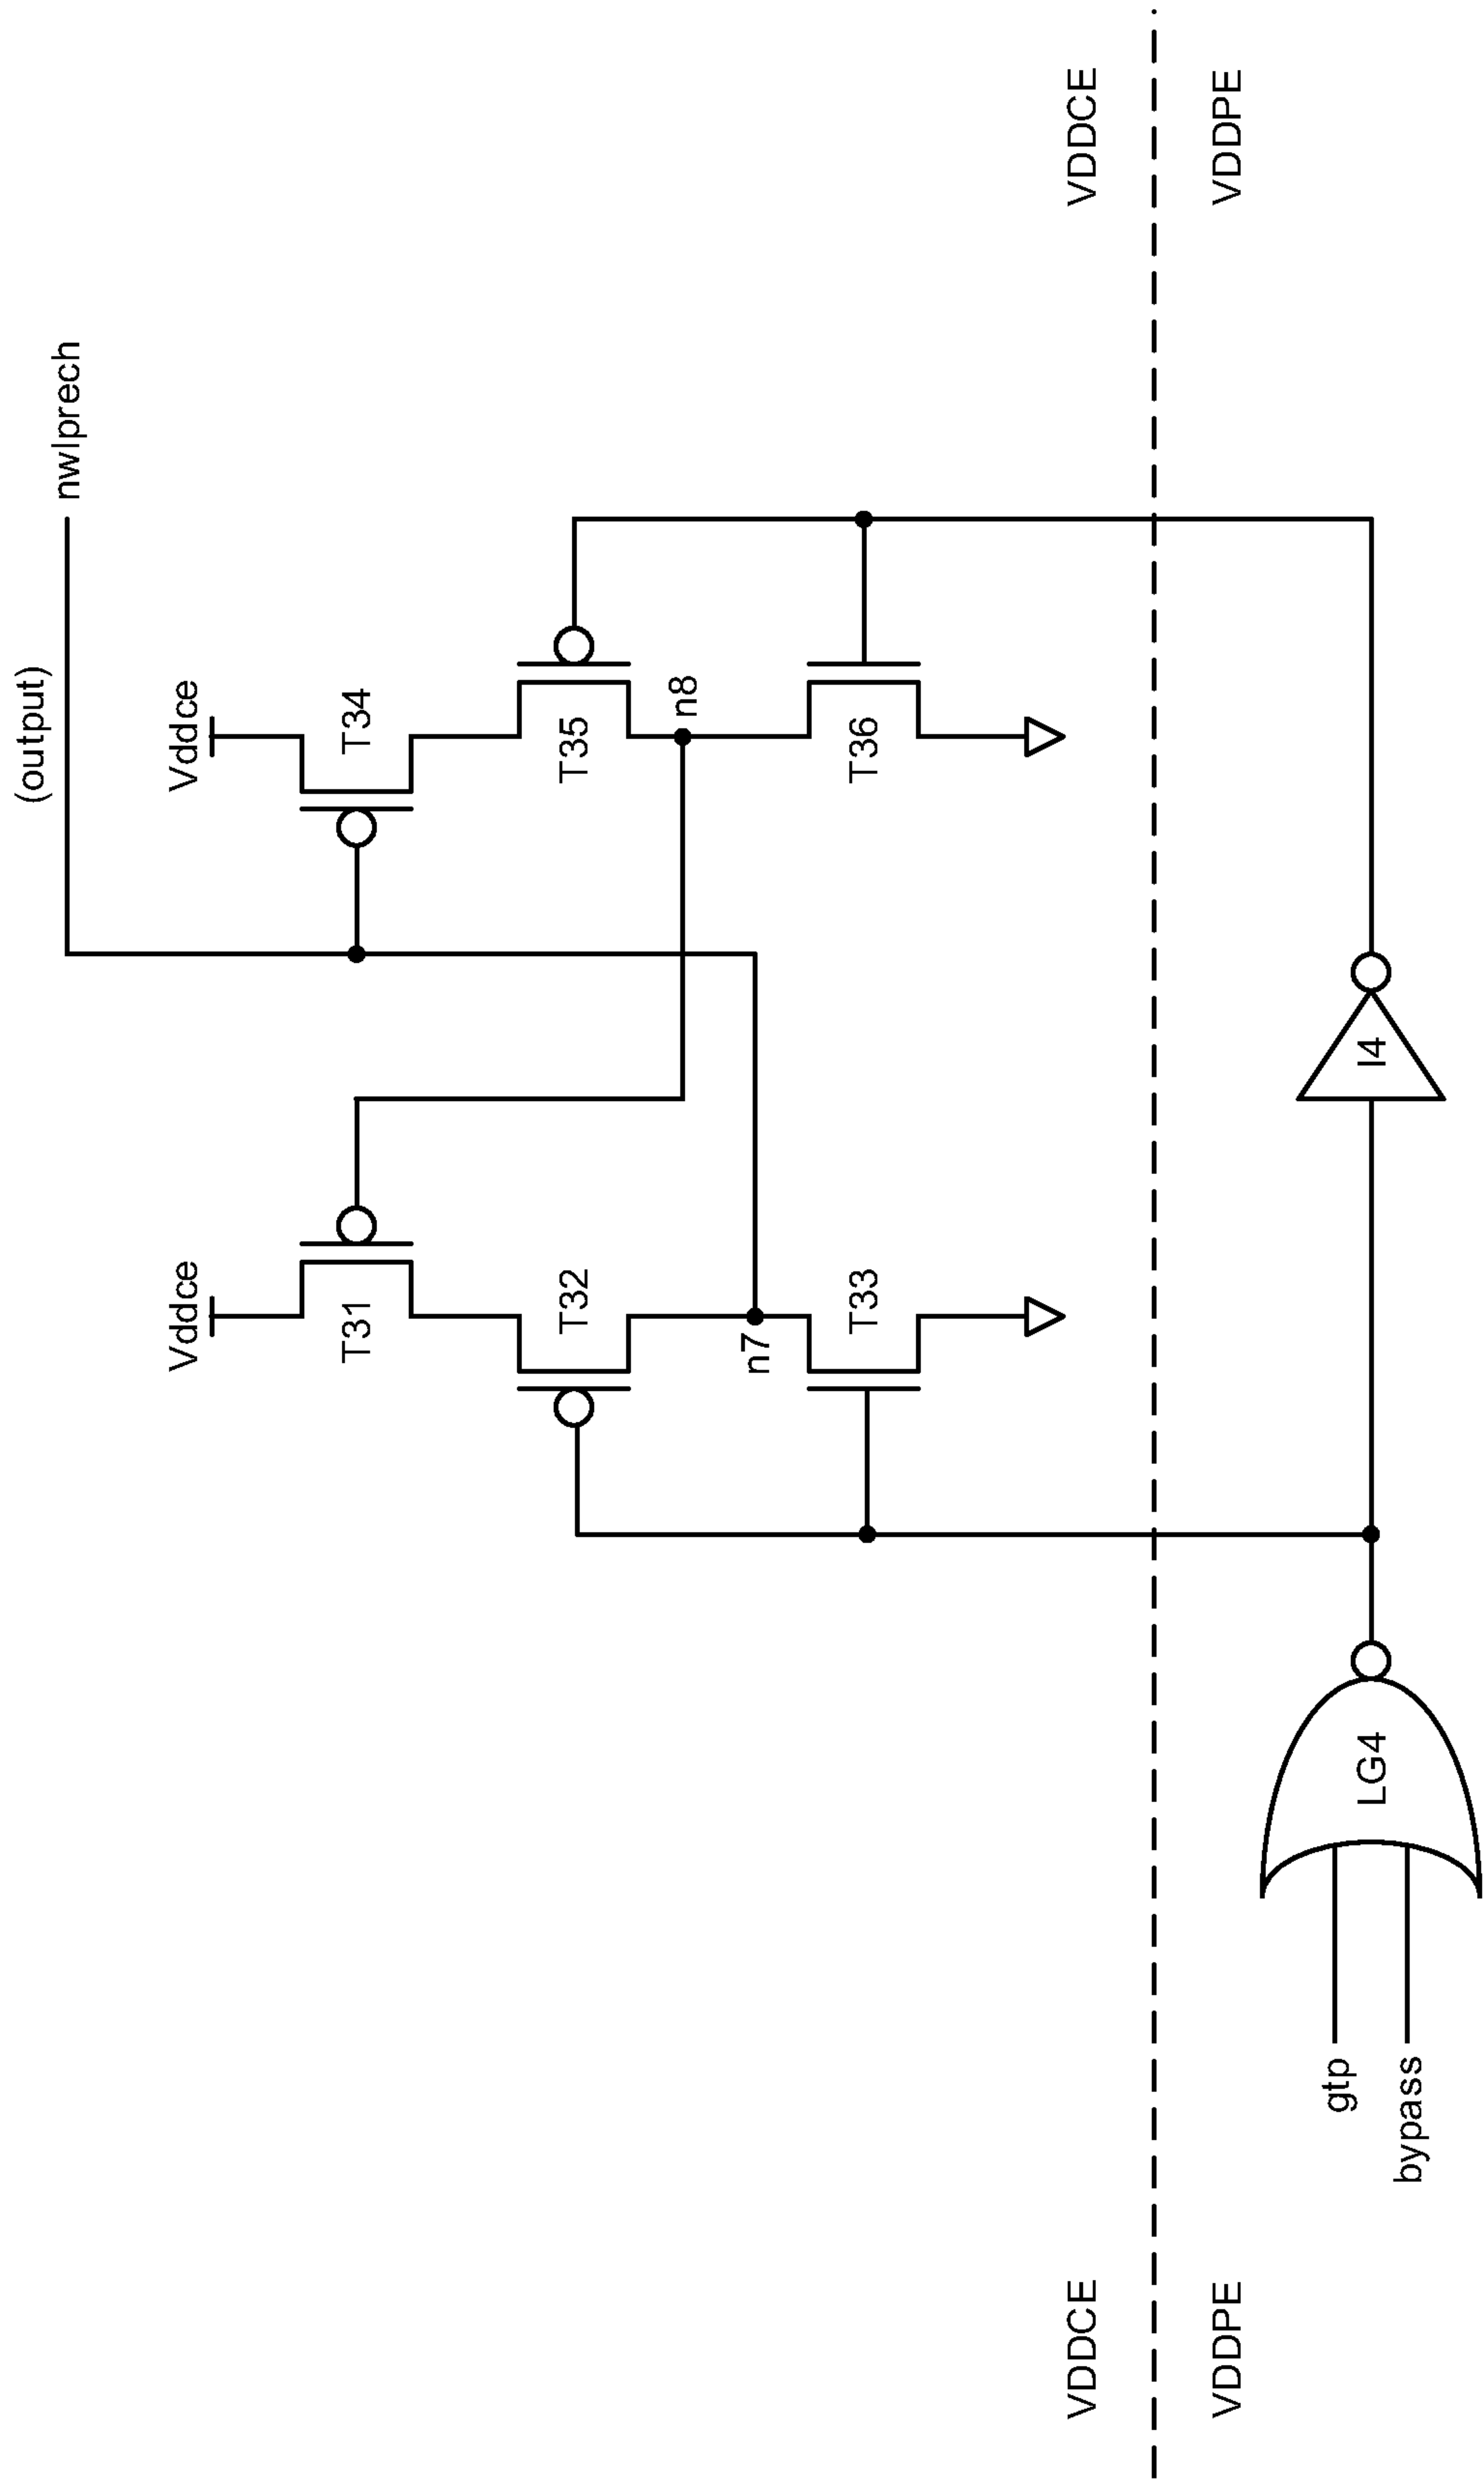 (output)
nwlprech
Vddce
Vddce
T31
T34
T32
T35
n7
n8
T33
T36
VDDCE
VDDCE
VDDPE
VDDPE
gtp
bypass
LG4
I4